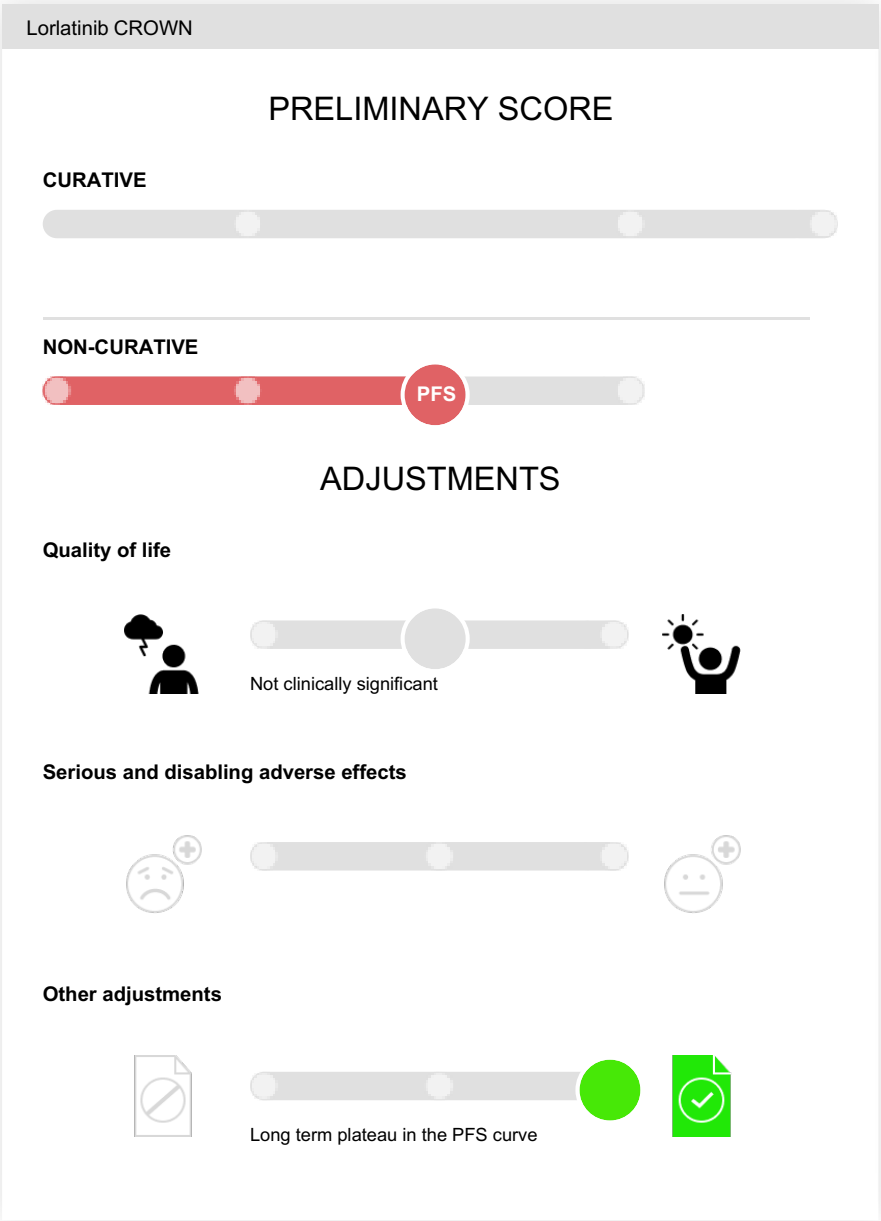 Lorlatinib CROWN
PRELIMINARY SCORE
CURATIVE
NON-CURATIVE
PFS
ADJUSTMENTS
Quality of life
Not clinically significant
Serious and disabling adverse effects
Other adjustments
Long term plateau in the PFS curve